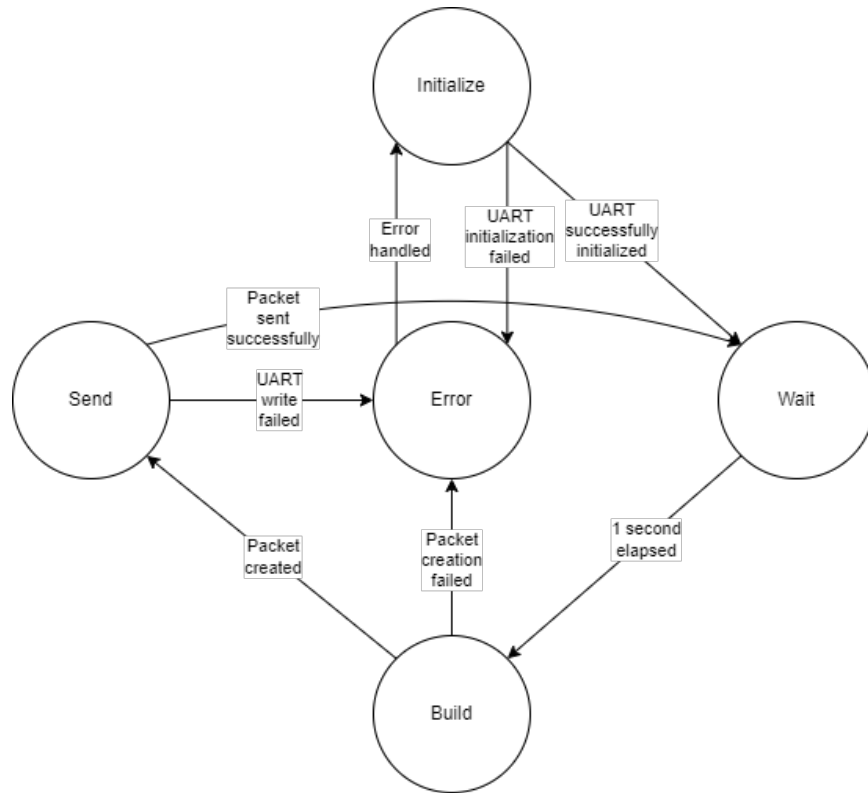 Initialize
Error
handled
UART
initialization
failed
UART
successfully
initialized
Packet
sent
successfully
Send
UART
write
failed
Error
Wait
Packet
created
Packet
creation
failed
1 second
elapsed
Build